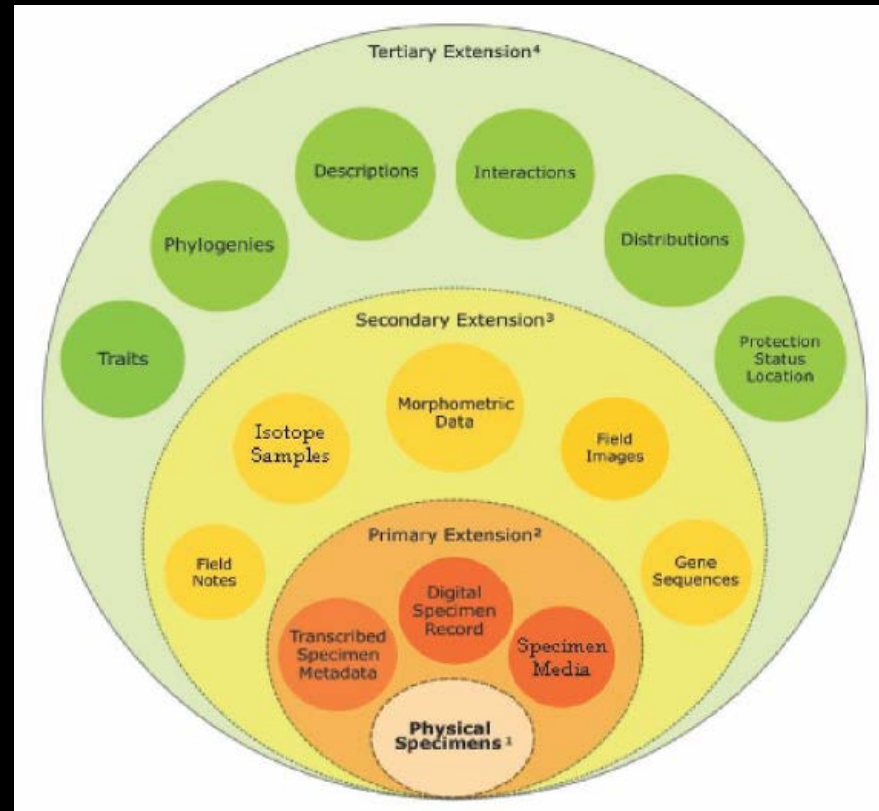 Tertiary Extension⁴
Descriptions
Interactions
Phylogenies
Distributions
Traits
Protection
Status
Location
Secondary Extension³
Morphometric
Data
Isotope
Samples
Field
Images
Field
Notes
Gene
Sequences
Primary Extension²
Digital
Specimen
Record
Transcribed
Specimen
Metadata
Specimen
Media
Physical
Specimens¹